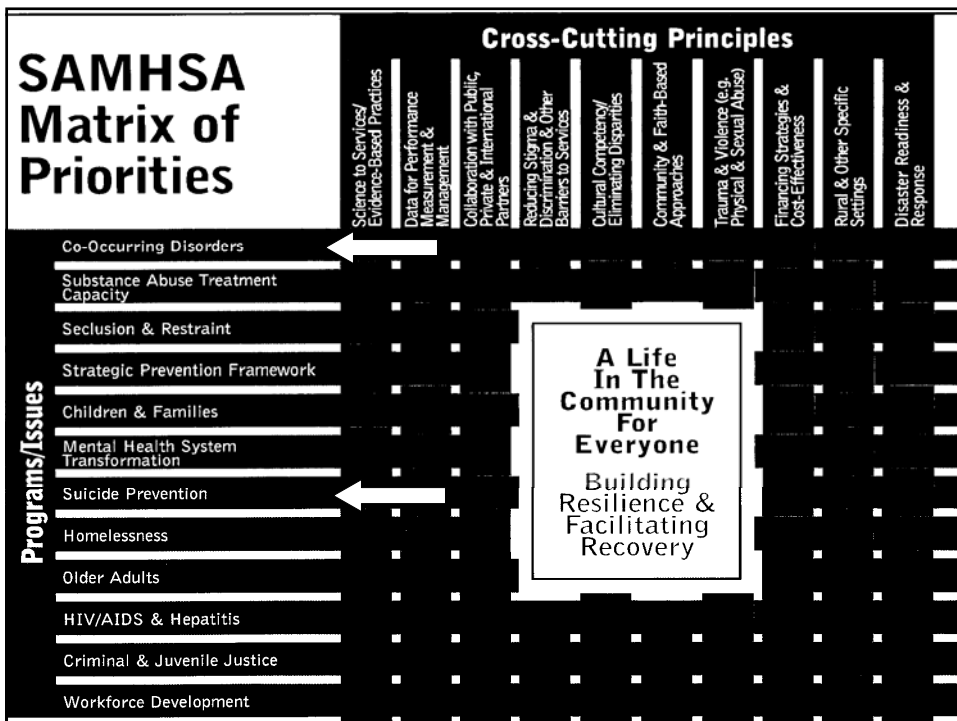 SAMHSA
Matrix of
Priorities
Cross-Cutting Principles
Science to Services/
Evidence-Based Practices
Data for Performance
Measurement &
Management
Collaboration with Public,
Private & International
Partners
Reducing Stigma &
Discrimination & Other
Barriers to Services
Cultural Competency/
Eliminating Disparities
Community & Faith-Based
Approaches
Trauma & Violence (e.g.
Physical & Sexual Abuse)
Financing Strategies &
Cost-Effectiveness
Rural & Other Specific
Settings
Disaster Readiness &
Response
Programs/Issues
Co-Occurring Disorders
Substance Abuse Treatment
Capacity
Seclusion & Restraint
Strategic Prevention Framework
Children & Families
Mental Health System
Transformation
Suicide Prevention
Homelessness
Older Adults
HIV/AIDS & Hepatitis
Criminal & Juvenile Justice
Workforce Development
A Life
In The
Community
For
Everyone
Building
Resilience &
Facilitating
Recovery